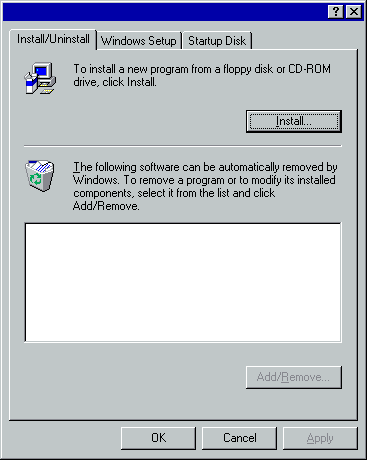 Install/Uninstall
Windows Setup
Startup Disk
To install a new program from a floppy disk or CD-ROM
drive, click Install.
Install...
The following software can be automatically removed by
Windows. To remove a program or to modify its installed
components, select it from the list and click
Add/Remove.
Add/Remove...
OK
Cancel
Apply